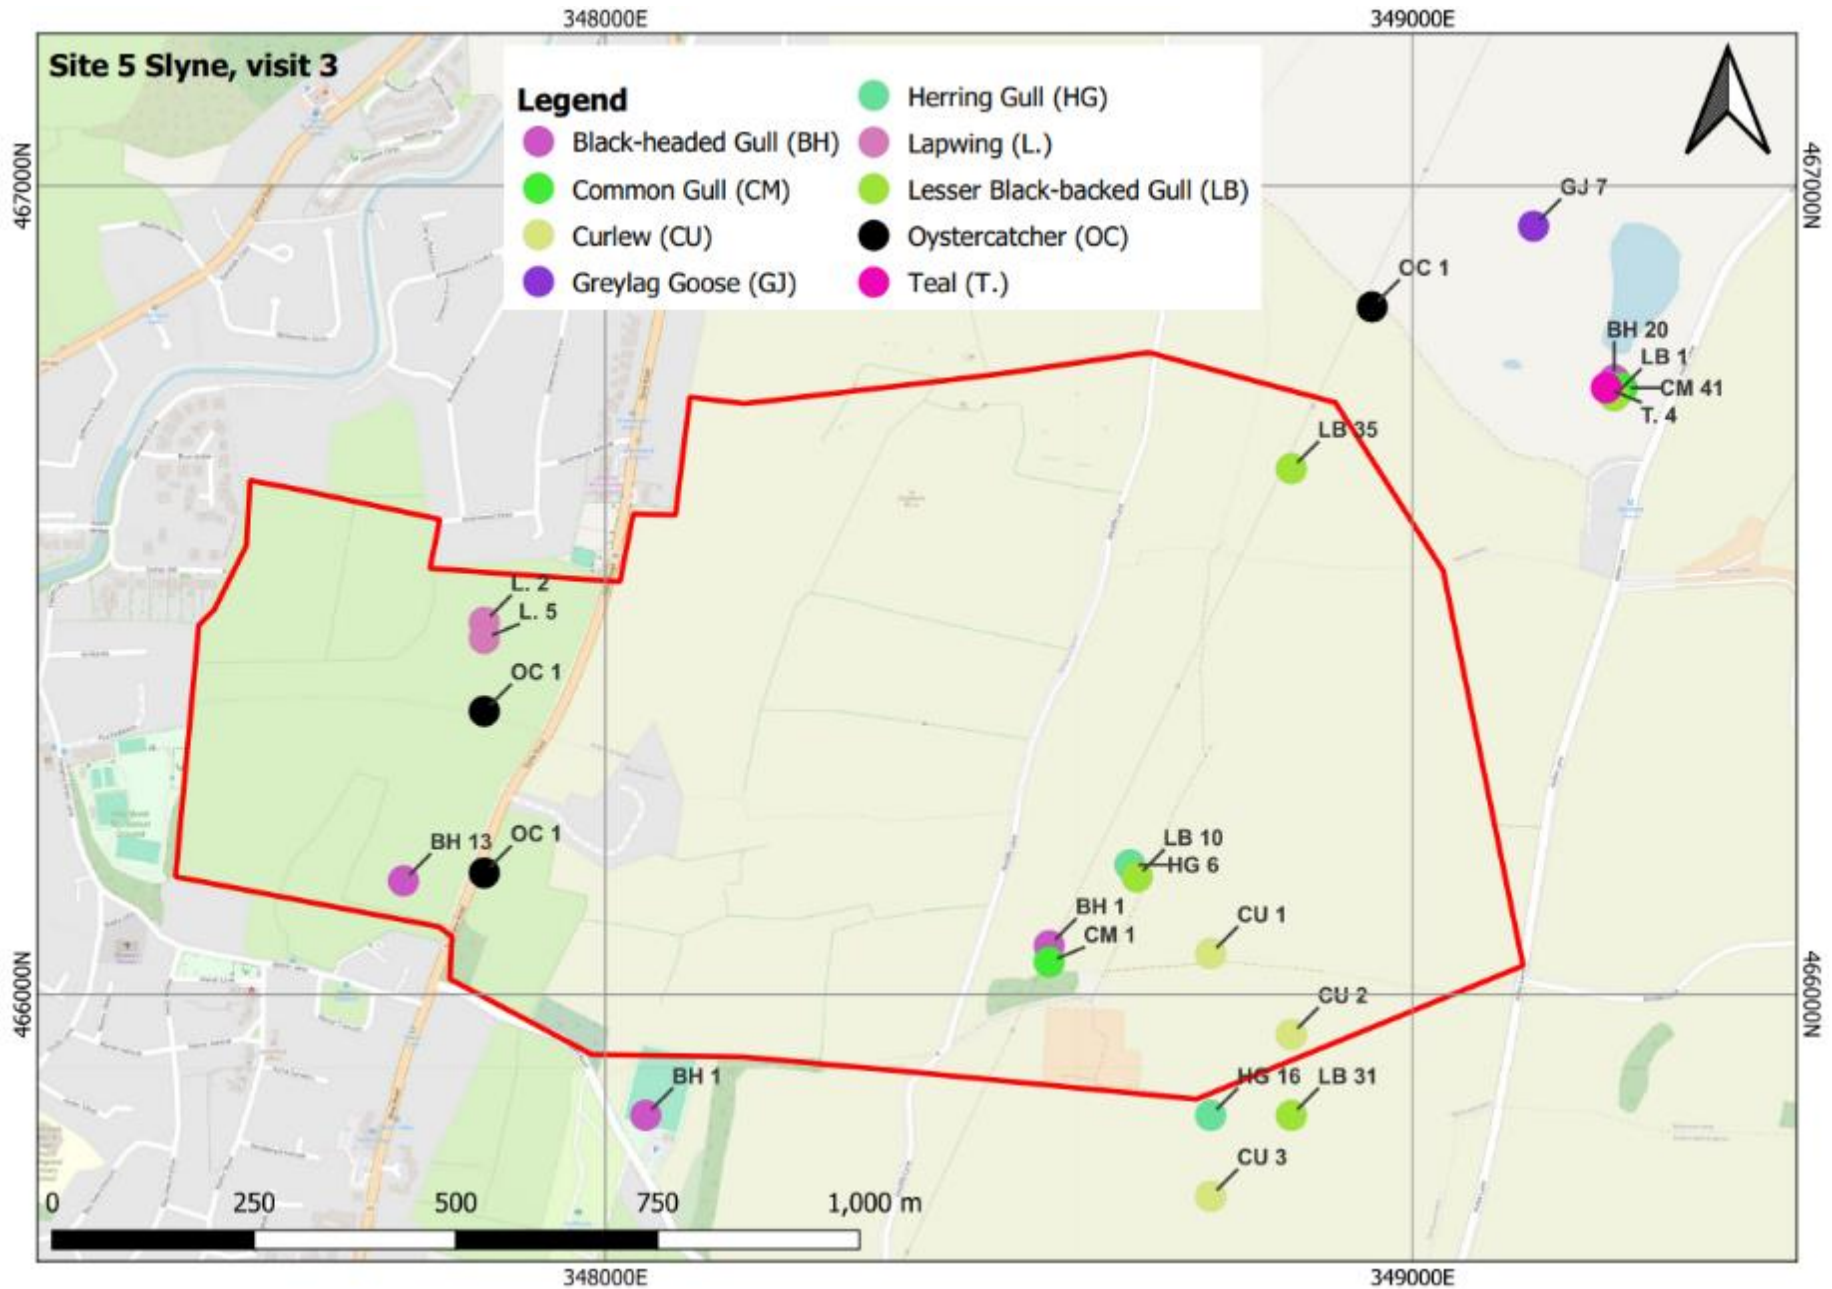 348000E
349000E
Site 5 Slyne, visit 3
Legend
Black-headed Gull (BH)
Common Gull (CM)
Curlew (CU)
Greylag Goose (GJ)
Herring Gull (HG)
Lapwing (L.)
Lesser Black-backed Gull (LB)
Oystercatcher (OC)
Teal (T.)
467000N
467000N
GJ 7
OC 1
BH 20
LB 1
CM 41
T. 4
LB 35
L. 2
L. 5
OC 1
BH 13
OC 1
LB 10
HG 6
BH 1
CM 1
CU 1
466000N
466000N
CU 2
BH 1
HG 16
LB 31
CU 3
0
250
500
750
1,000 m
348000E
349000E